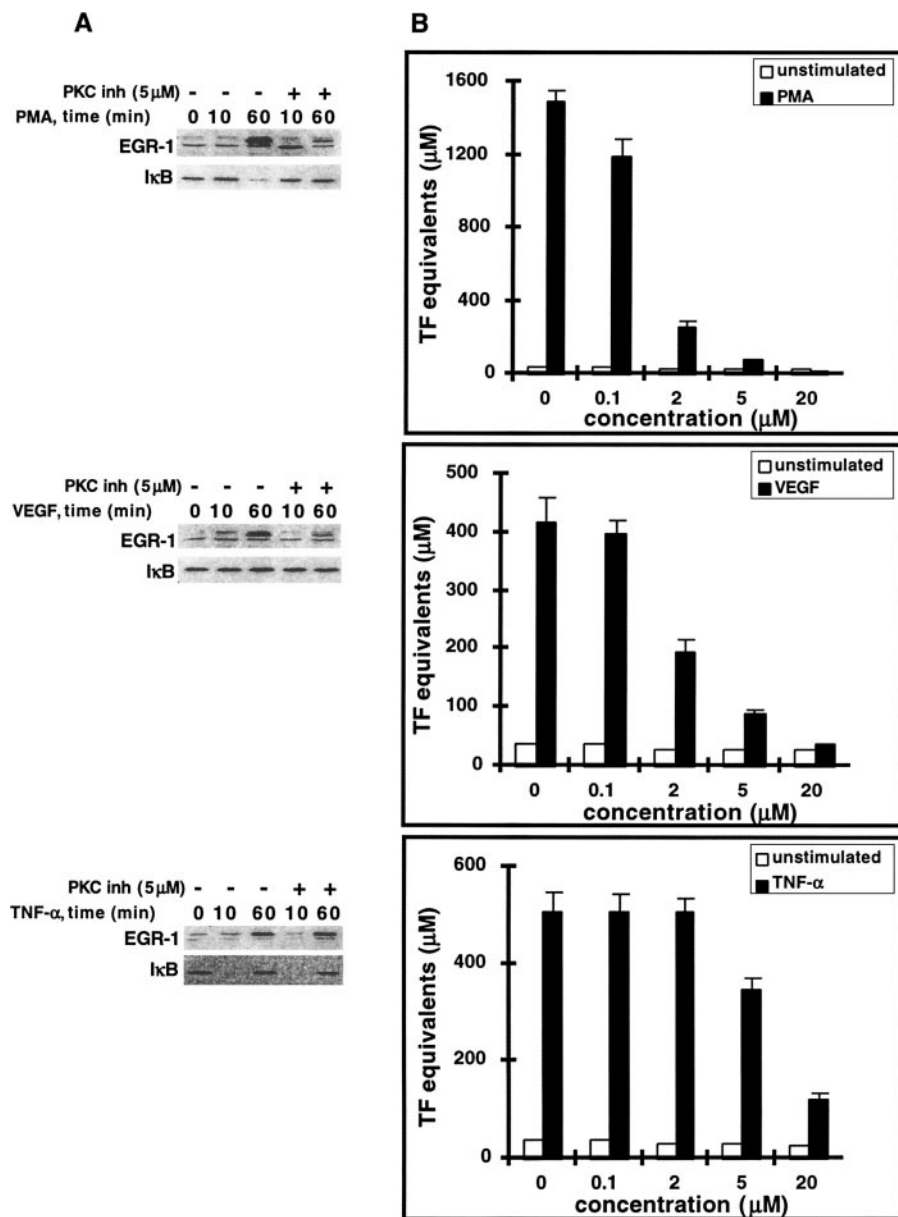 A
PKC inh (5μM) - - - + +
PMA, time (min) 0 10 60 10 60
EGR-1
IκB
PKC inh (5μM) - - - + +
VEGF, time (min) 0 10 60 10 60
EGR-1
IκB
PKC inh (5μM) - - - + +
TNF-α, time (min) 0 10 60 10 60
EGR-1
IκB
B
unstimulated
PMA
TF equivalents (μM)
1600
1200
800
400
0
0 0.1 2 5 20
concentration (μM)
unstimulated
VEGF
TF equivalents (μM)
500
400
300
200
100
0
0 0.1 2 5 20
concentration (μM)
unstimulated
TNF-α
TF equivalents (μM)
600
400
200
0
0 0.1 2 5 20
concentration (μM)